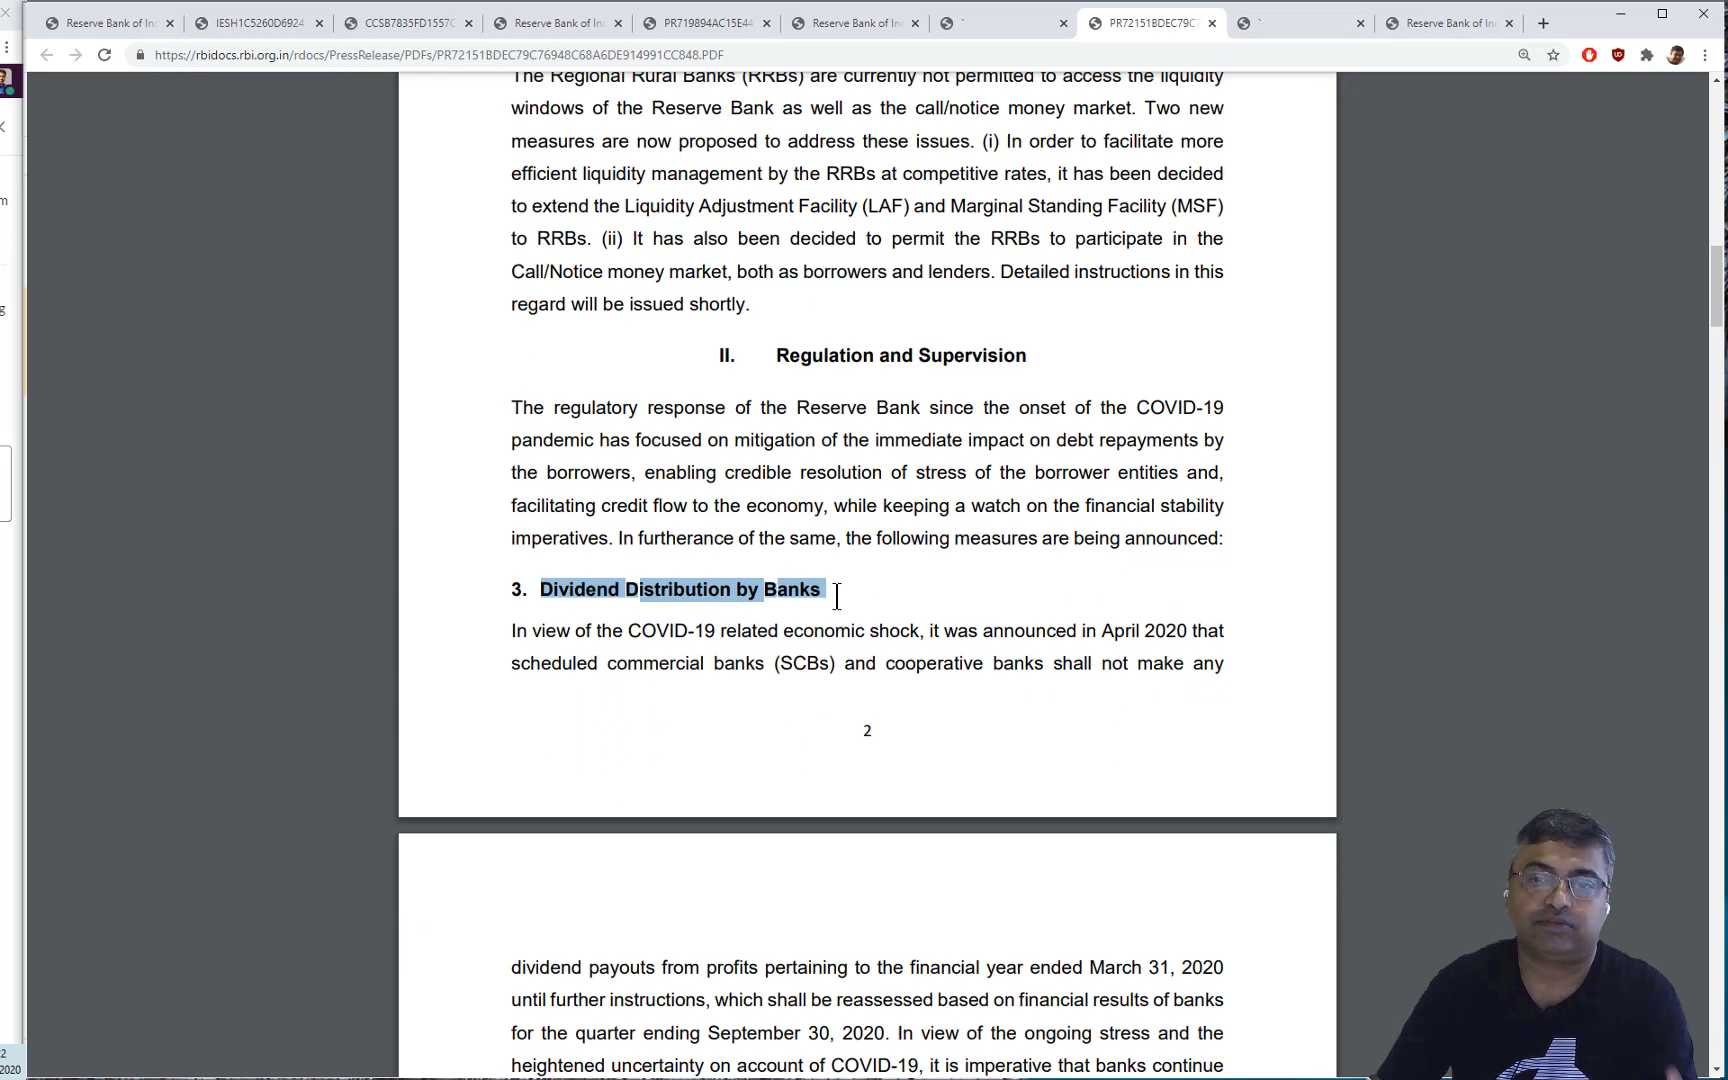 Reserve Bank of In
IESH1C5260D6924
CCSB7835FD1557C
Reserve Bank of In
PR719894AC15E44
Reserve Bank of In
`
PR72151BDEC79C7
`
Reserve Bank of In
https://rbidocs.rbi.org.in/rdocs/PressRelease/PDFs/PR72151BDEC79C76948C68A6DE914991CC848.PDF
The Regional Rural Banks (RRBs) are currently not permitted to access the liquidity
windows of the Reserve Bank as well as the call/notice money market. Two new
measures are now proposed to address these issues. (i) In order to facilitate more
efficient liquidity management by the RRBs at competitive rates, it has been decided
to extend the Liquidity Adjustment Facility (LAF) and Marginal Standing Facility (MSF)
to RRBs. (ii) It has also been decided to permit the RRBs to participate in the
Call/Notice money market, both as borrowers and lenders. Detailed instructions in this
regard will be issued shortly.
II. Regulation and Supervision
The regulatory response of the Reserve Bank since the onset of the COVID-19
pandemic has focused on mitigation of the immediate impact on debt repayments by
the borrowers, enabling credible resolution of stress of the borrower entities and,
facilitating credit flow to the economy, while keeping a watch on the financial stability
imperatives. In furtherance of the same, the following measures are being announced:
3. Dividend Distribution by Banks
In view of the COVID-19 related economic shock, it was announced in April 2020 that
scheduled commercial banks (SCBs) and cooperative banks shall not make any
2
dividend payouts from profits pertaining to the financial year ended March 31, 2020
until further instructions, which shall be reassessed based on financial results of banks
for the quarter ending September 30, 2020. In view of the ongoing stress and the
heightened uncertainty on account of COVID-19, it is imperative that banks continue
m
g
2
2020